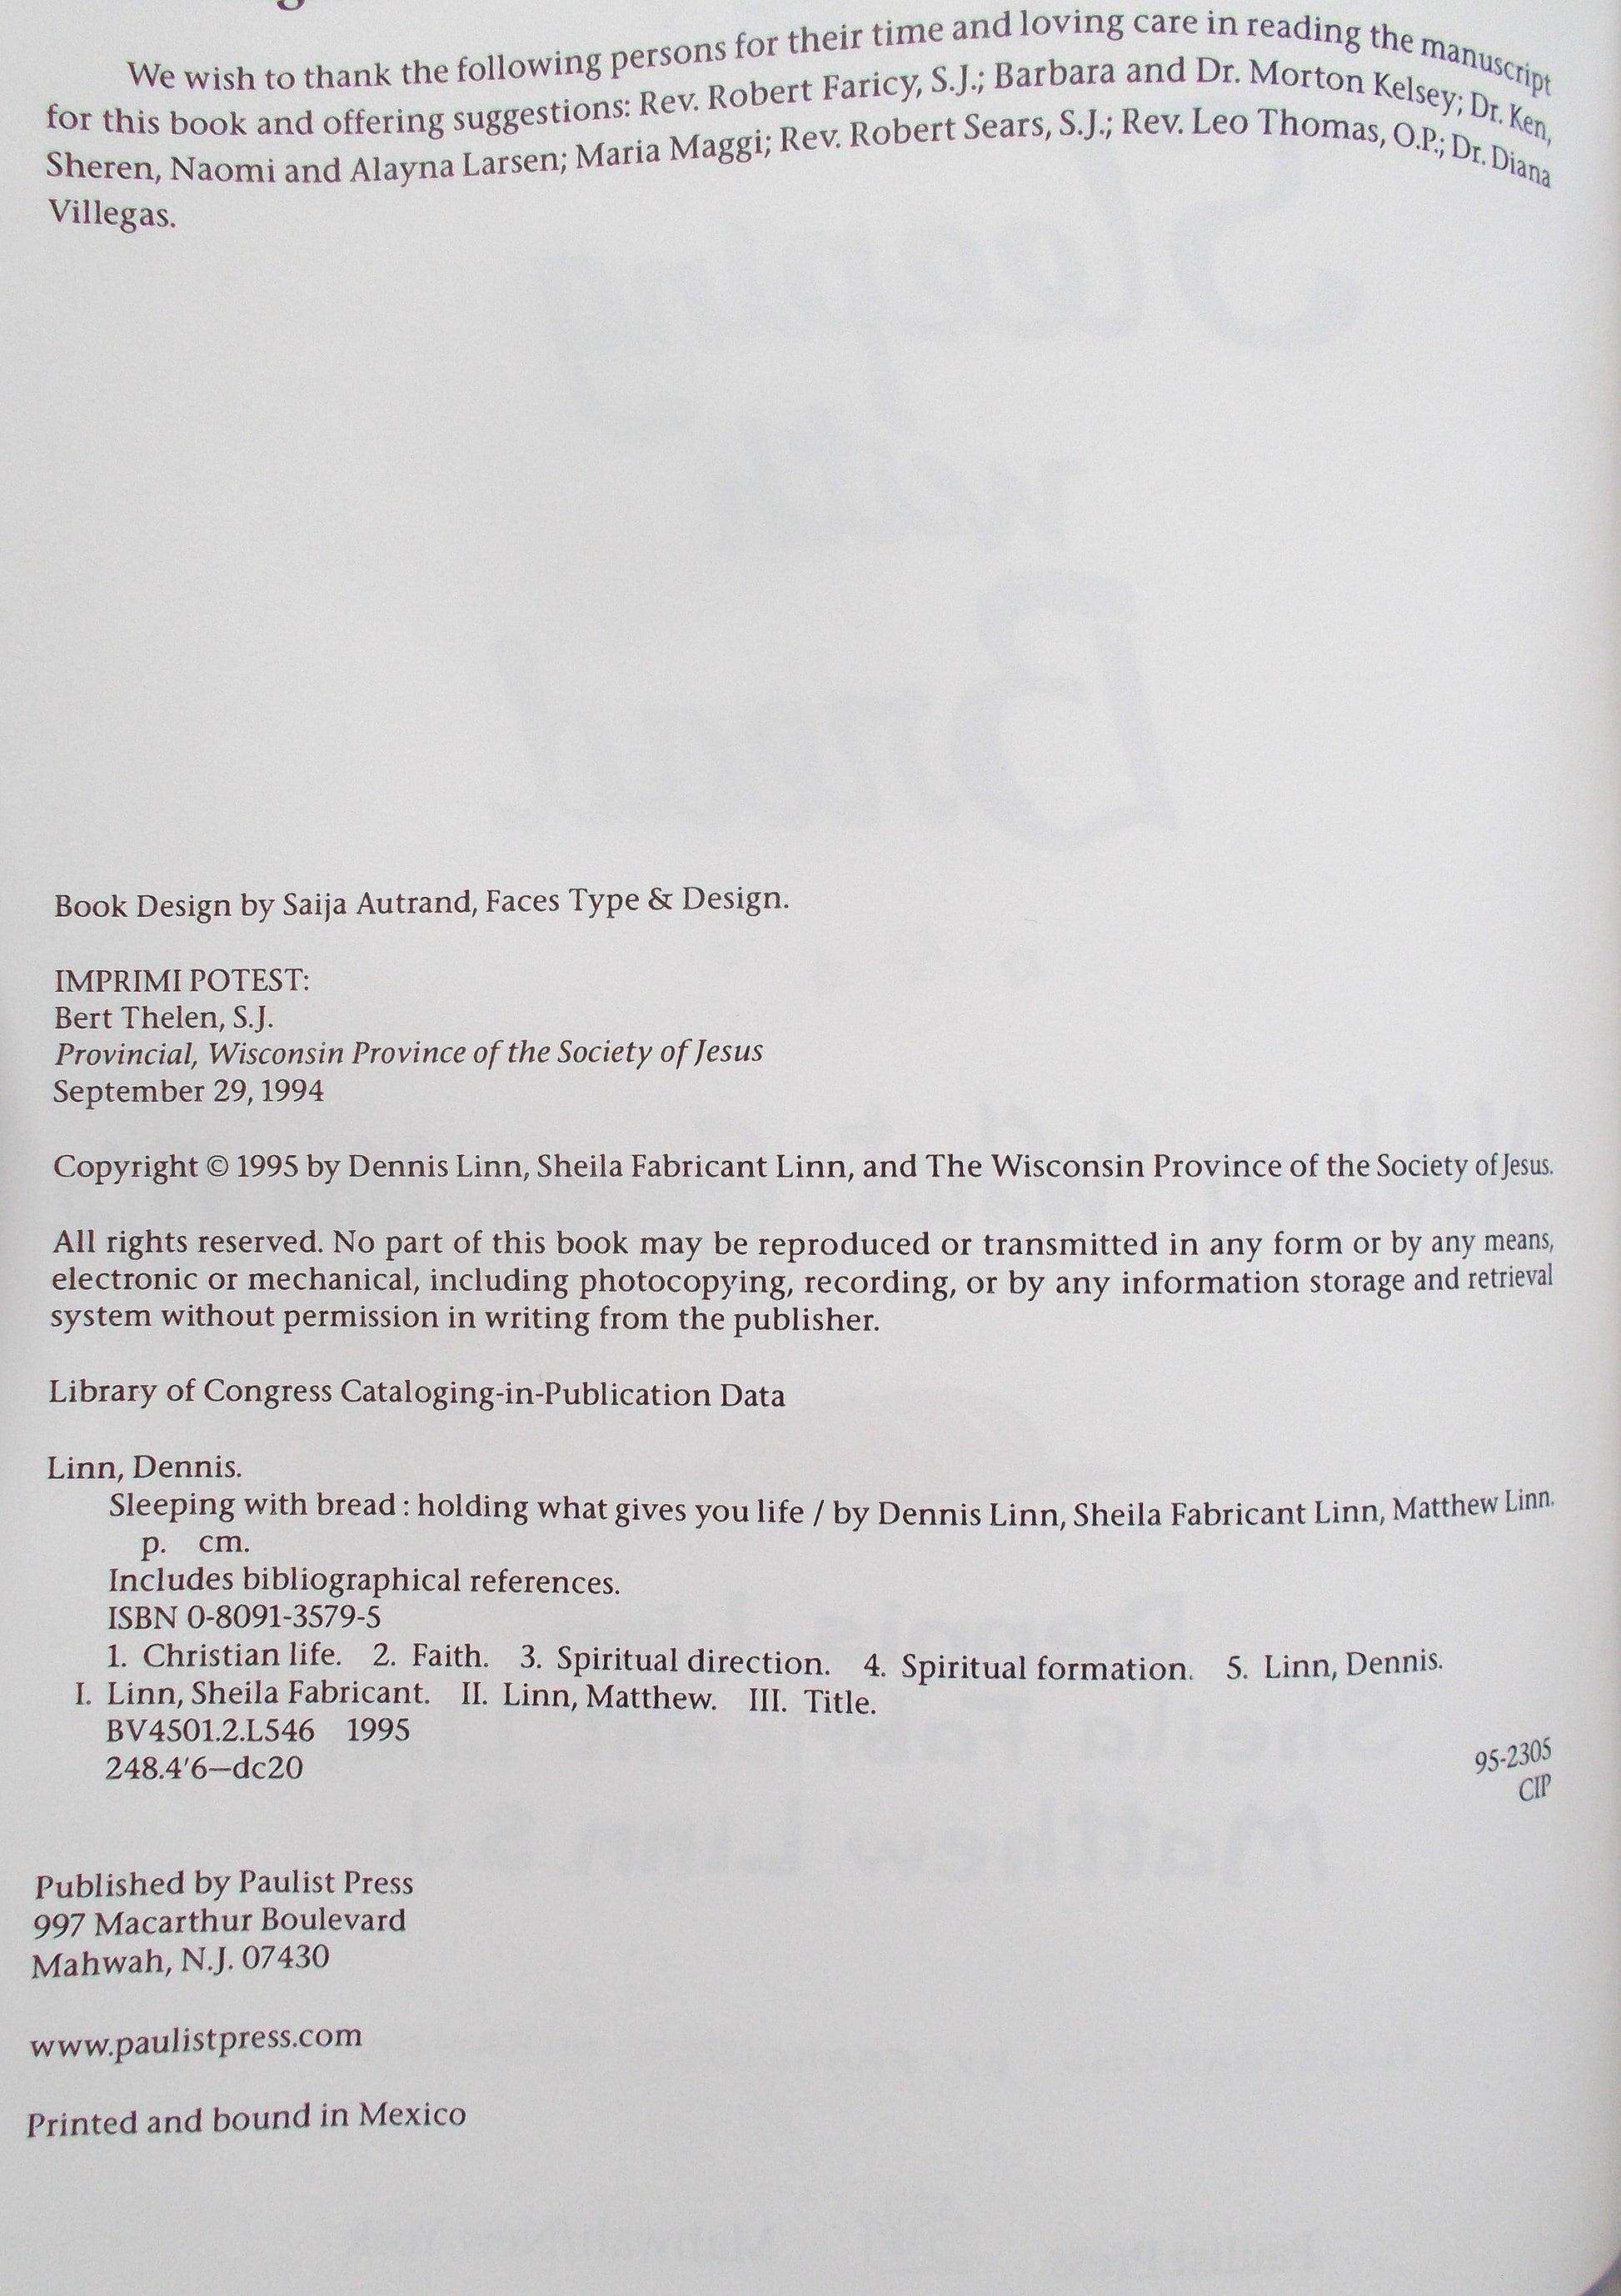 We wish to thank the following persons for their time and loving care in reading the manuscript
for this book and offering suggestions: Rev. Robert Faricy, S.J.; Barbara and Dr. Morton Kelsey; Dr. Ken,
Sheren, Naomi and Alayna Larsen; Maria Maggi; Rev. Robert Sears, S.J.; Rev. Leo Thomas, O.P.; Dr. Diana
Villegas.
Book Design by Saija Autrand, Faces Type & Design.
IMPRIMI POTEST:
Bert Thelen, S.J.
Provincial, Wisconsin Province of the Society of Jesus
September 29, 1994
Copyright © 1995 by Dennis Linn, Sheila Fabricant Linn, and The Wisconsin Province of the Society of Jesus.
All rights reserved. No part of this book may be reproduced or transmitted in any form or by any means,
electronic or mechanical, including photocopying, recording, or by any information storage and retrieval
system without permission in writing from the publisher.
Library of Congress Cataloging-in-Publication Data
Linn, Dennis.
Sleeping with bread : holding what gives you life / by Dennis Linn, Sheila Fabricant Linn, Matthew Linn.
p. cm.
Includes bibliographical references.
ISBN 0-8091-3579-5
1. Christian life. 2. Faith. 3. Spiritual direction. 4. Spiritual formation. 5. Linn, Dennis.
I. Linn, Sheila Fabricant. II. Linn, Matthew. III. Title.
BV4501.2.L546 1995
248.4'6—dc20
95-2305
CIP
Published by Paulist Press
997 Macarthur Boulevard
Mahwah, N.J. 07430
www.paulistpress.com
Printed and bound in Mexico